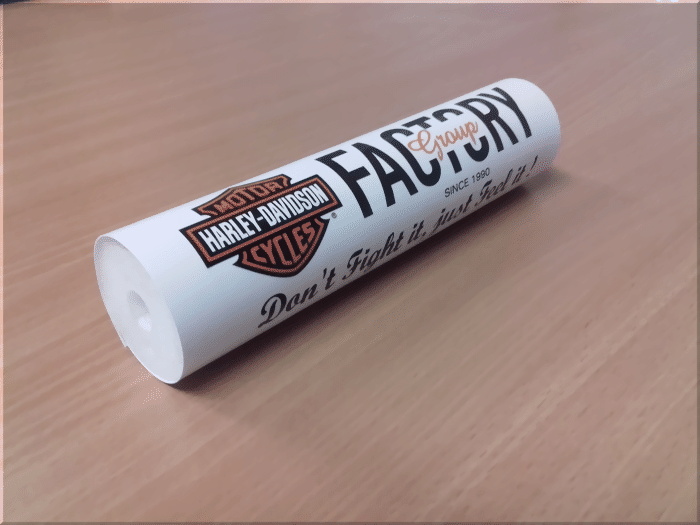 MOTOR
HARLEY-DAVIDSON
®
CYCLES
FACTORY
Group
SINCE 1990
Don't Fight it, just Feel it !